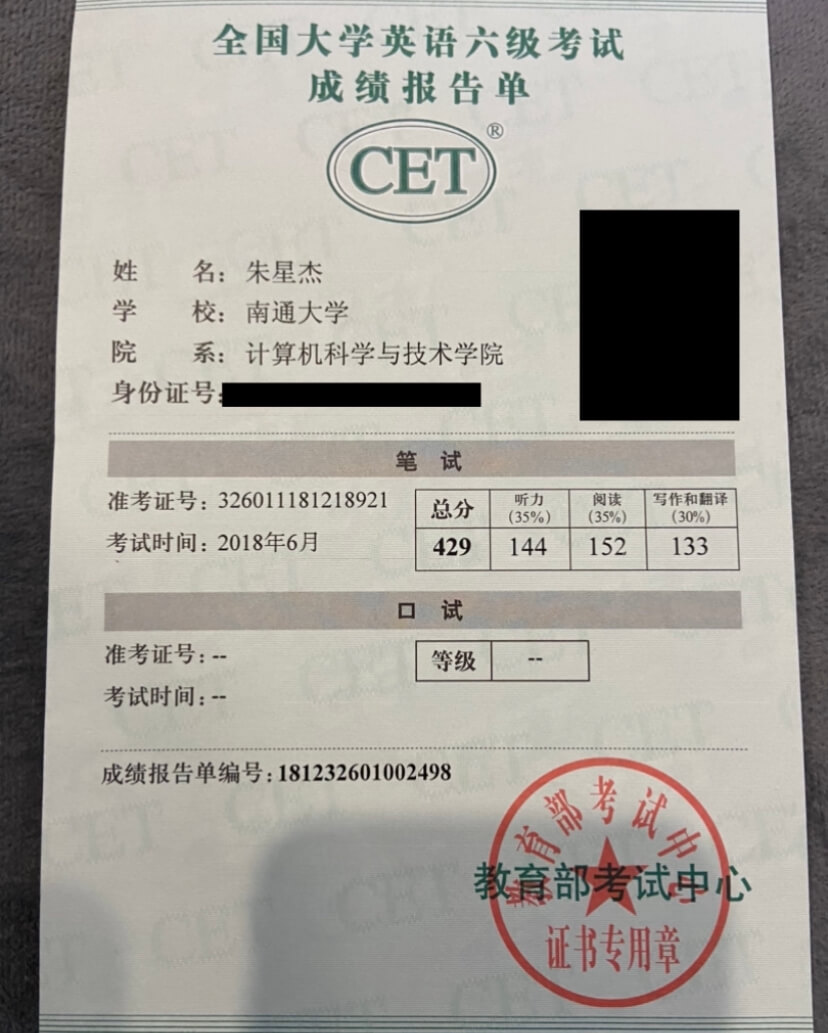 全国大学英语六级考试
成绩报告单
CET®
姓 名：朱星杰
学 校：南通大学
院 系：计算机科学与技术学院
身份证号:
笔 试
准考证号：326011181218921
考试时间：2018年6月
总分 听力(35%) 阅读(35%) 写作和翻译(30%)
429 144 152 133
口 试
准考证号：--
考试时间：--
等级 --
成绩报告单编号：181232601002498
教育部考试中心
教育部考试中心
证书专用章